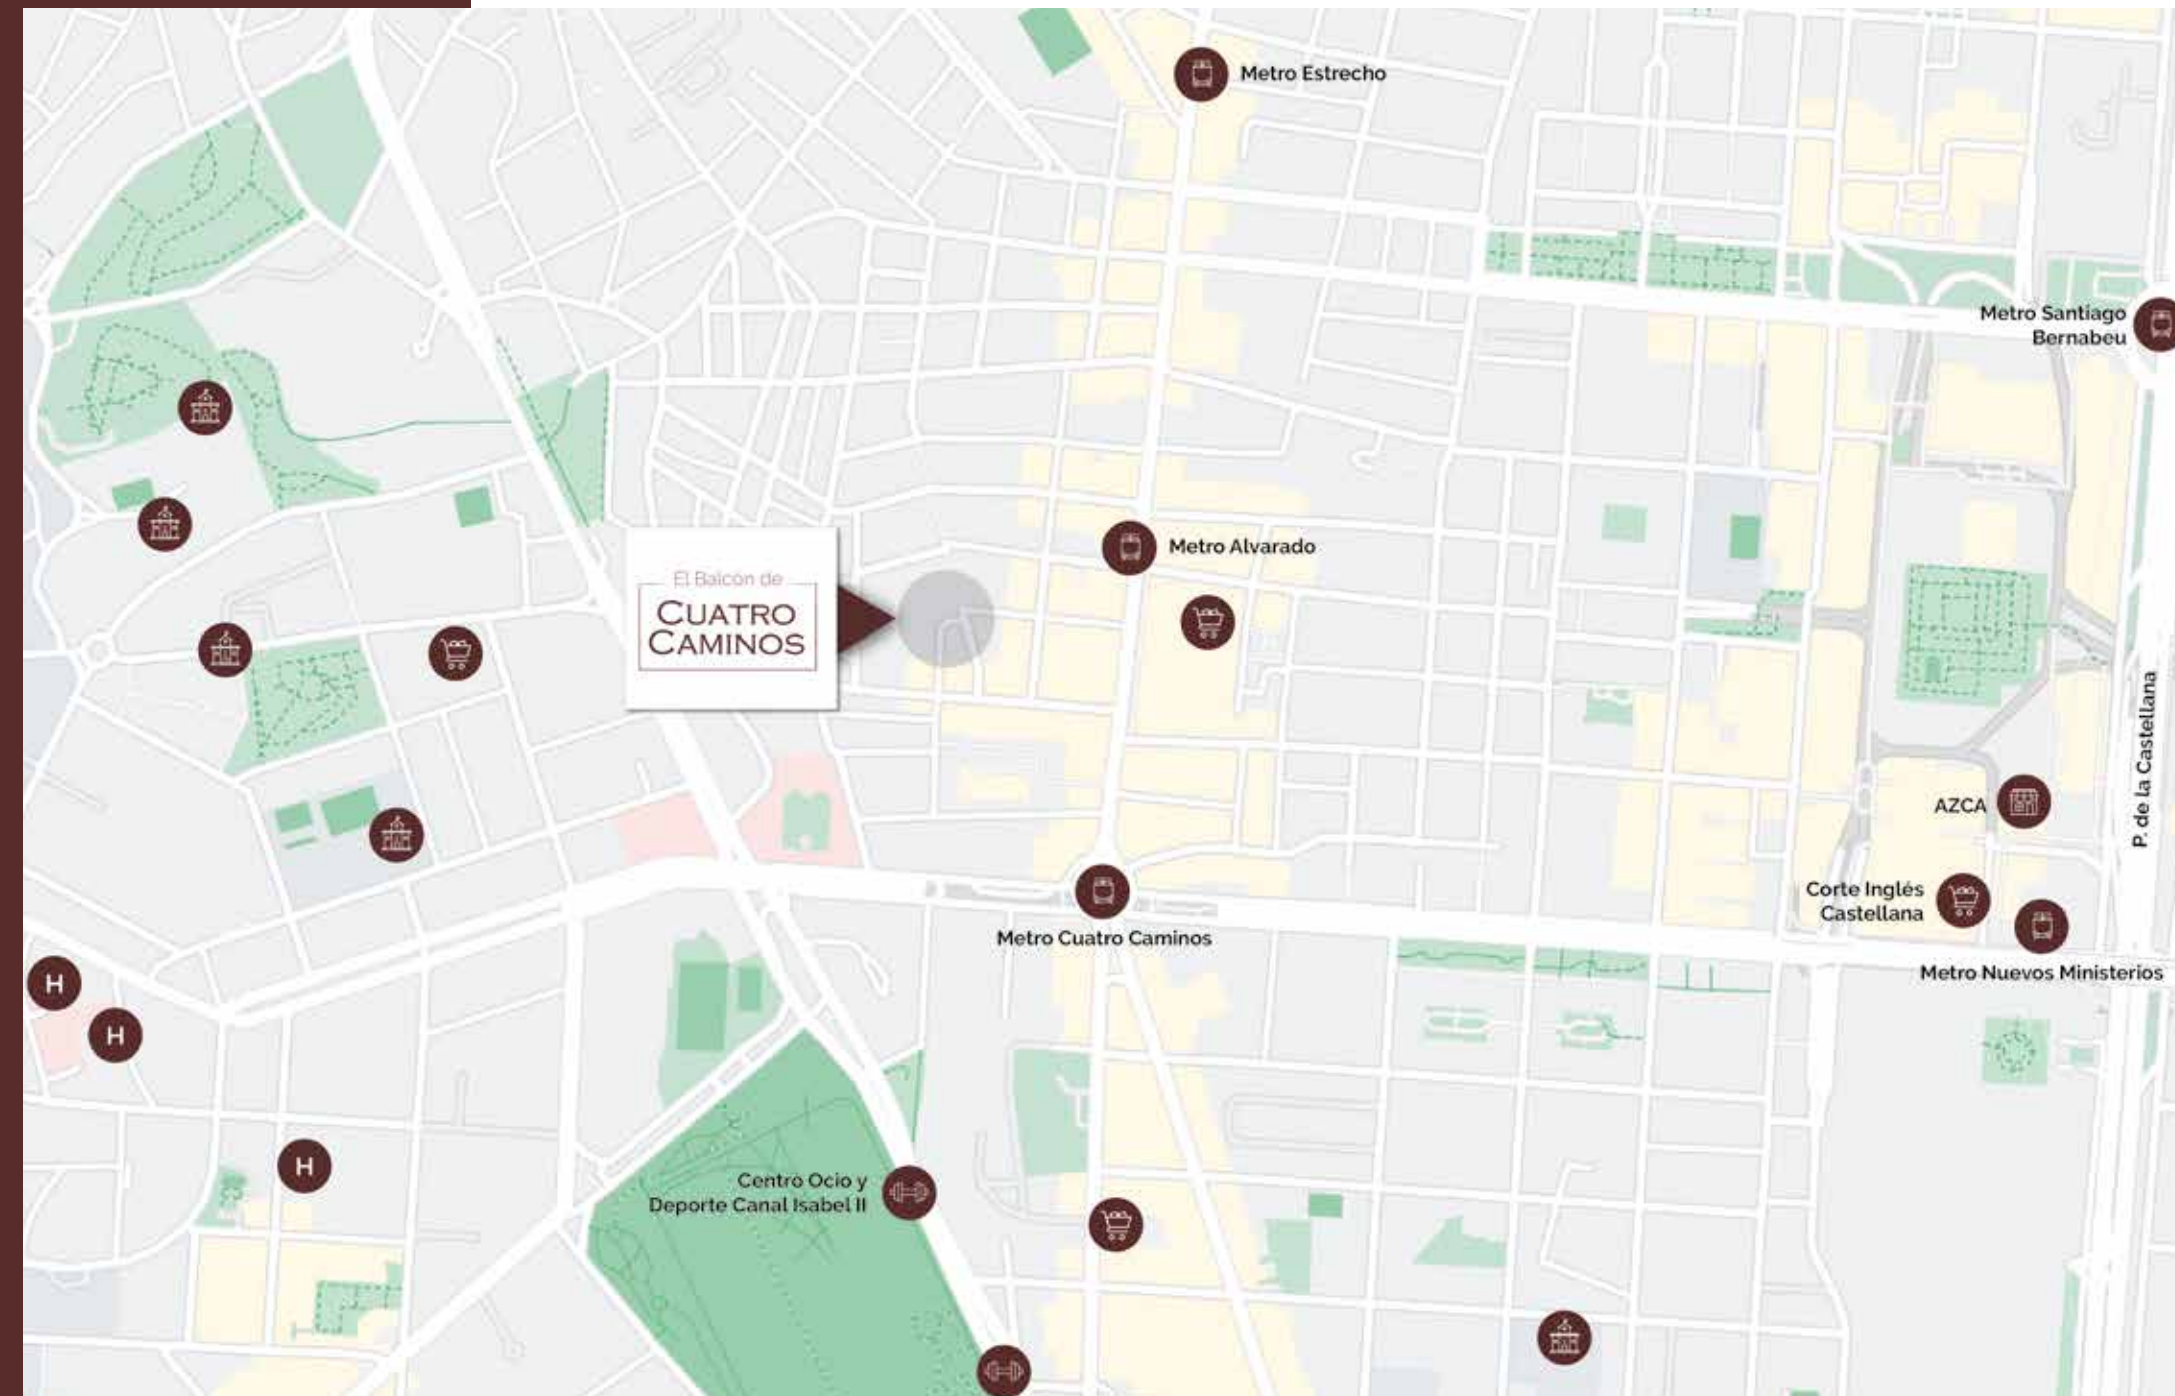 Metro Estrecho
Metro Santiago
Bernabeu
Metro Alvarado
El Balcón de
CUATRO
CAMINOS
P. de la Castellana
AZCA
Corte Inglés
Castellana
Metro Cuatro Caminos
Metro Nuevos Ministerios
H
H
H
Centro Ocio y
Deporte Canal Isabel II